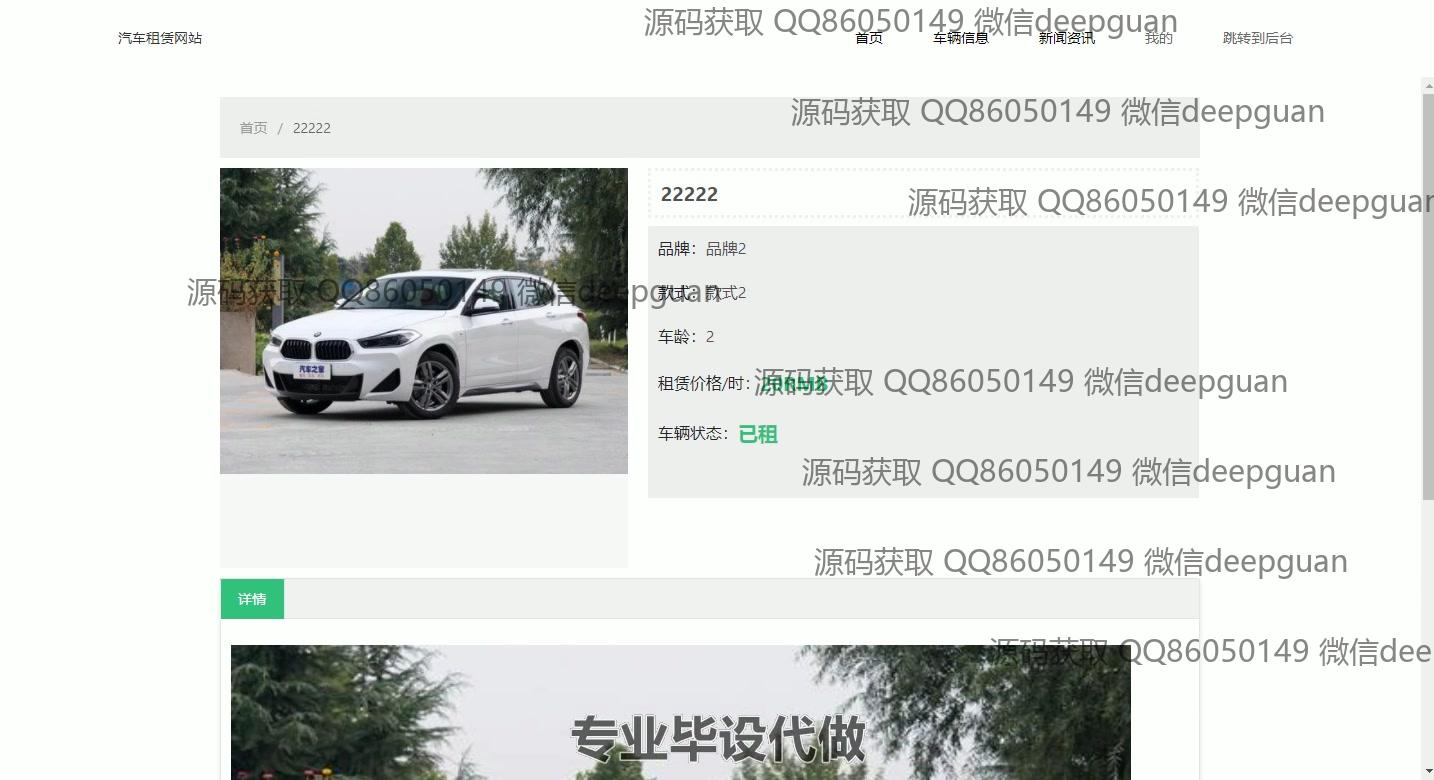 源码获取 QQ86050149 微信deepguan
汽车租赁网站
首页
车辆信息
新闻资讯
我的
跳转到后台
源码获取 QQ86050149 微信deepguan
首页 / 22222
22222
源码获取 QQ86050149 微信deepguan
品牌：品牌2
源码获取 QQ86050149 微信deepguan
款式：款式2
车龄：2
汽车之家
租赁价格/时：20RMB
源码获取 QQ86050149 微信deepguan
车辆状态：已租
源码获取 QQ86050149 微信deepguan
源码获取 QQ86050149 微信deepguan
详情
源码获取 QQ86050149 微信dee
专业毕设代做